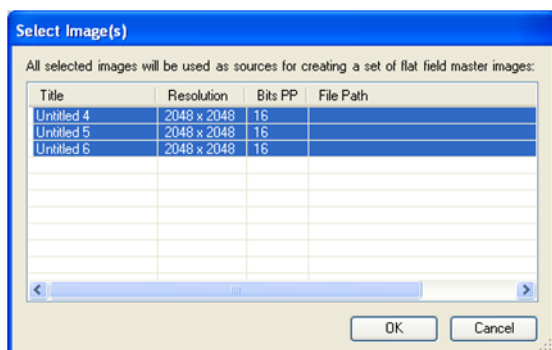 Select Image(s)
All selected images will be used as sources for creating a set of flat field master images:
Title Resolution Bits PP File Path
Untitled 4 2048 x 2048 16
Untitled 5 2048 x 2048 16
Untitled 6 2048 x 2048 16
OK Cancel